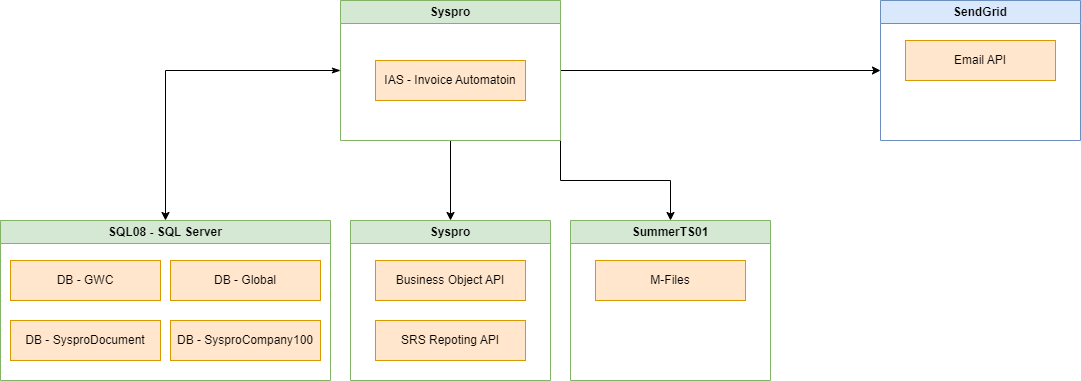 Syspro
SendGrid
IAS - Invoice Automatoin
Email API
SQL08 - SQL Server
Syspro
SummerTS01
DB - GWC
DB - Global
Business Object API
M-Files
DB - SysproDocument
DB - SysproCompany100
SRS Repoting API